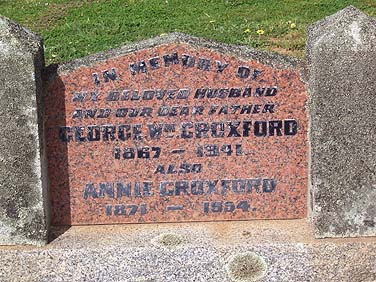 IN MEMORY OF
MY BELOVED HUSBAND
AND OUR DEAR FATHER
GEORGE WM CROXFORD
1867 - 1941.
ALSO
ANNIE CROXFORD
1871 - 1954.